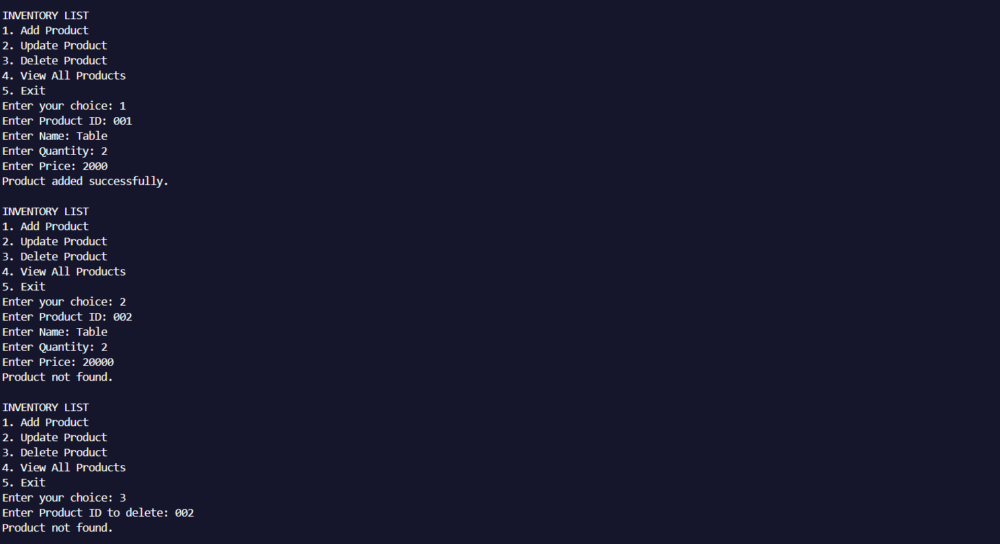 INVENTORY LIST
1. Add Product
2. Update Product
3. Delete Product
4. View All Products
5. Exit
Enter your choice: 1
Enter Product ID: 001
Enter Name: Table
Enter Quantity: 2
Enter Price: 2000
Product added successfully.

INVENTORY LIST
1. Add Product
2. Update Product
3. Delete Product
4. View All Products
5. Exit
Enter your choice: 2
Enter Product ID: 002
Enter Name: Table
Enter Quantity: 2
Enter Price: 20000
Product not found.

INVENTORY LIST
1. Add Product
2. Update Product
3. Delete Product
4. View All Products
5. Exit
Enter your choice: 3
Enter Product ID to delete: 002
Product not found.